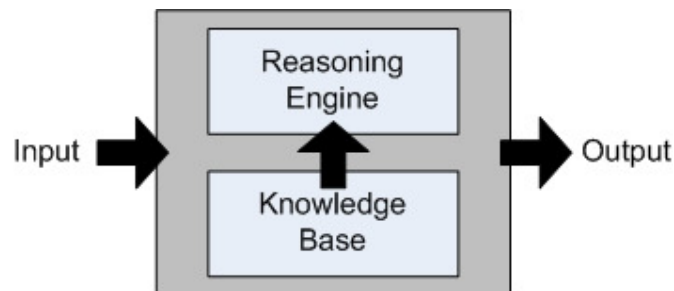 Reasoning
Engine
Input
Output
Knowledge
Base